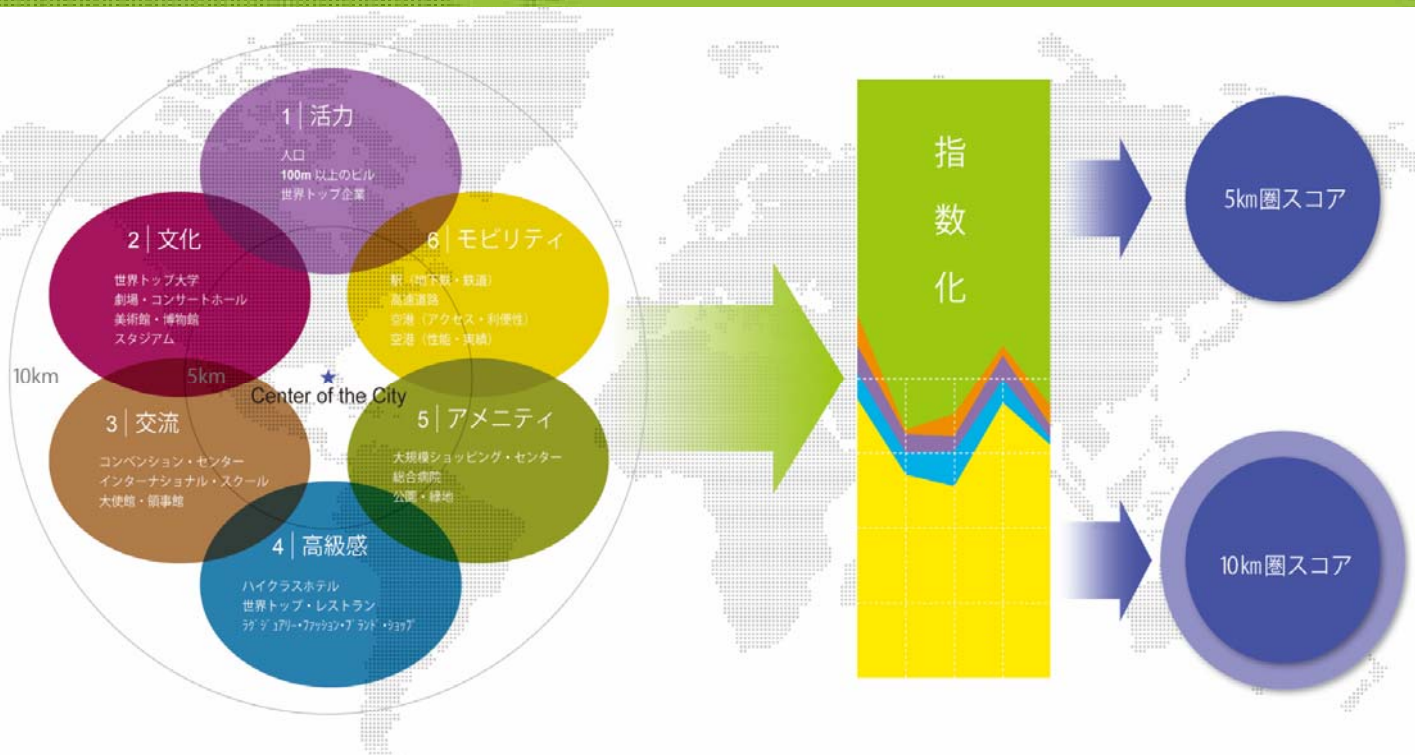 1 | 活力
人口
100m 以上のビル
世界トップ企業
2 | 文化
世界トップ大学
劇場・コンサートホール
美術館・博物館
スタジアム
6 | モビリティ
駅(地下鉄・鉄道)
高速道路
空港(アクセス・利便性)
空港(性能・実績)
10km
5km
Center of the City
3 | 交流
コンベンション・センター
インターナショナル・スクール
大使館・領事館
5 | アメニティ
大規模ショッピング・センター
総合病院
公園・緑地
4 | 高級感
ハイクラスホテル
世界トップ・レストラン
ラグジュアリー・ファッション・ブランド・ショップ
指
数
化
5km圏スコア
10km圏スコア